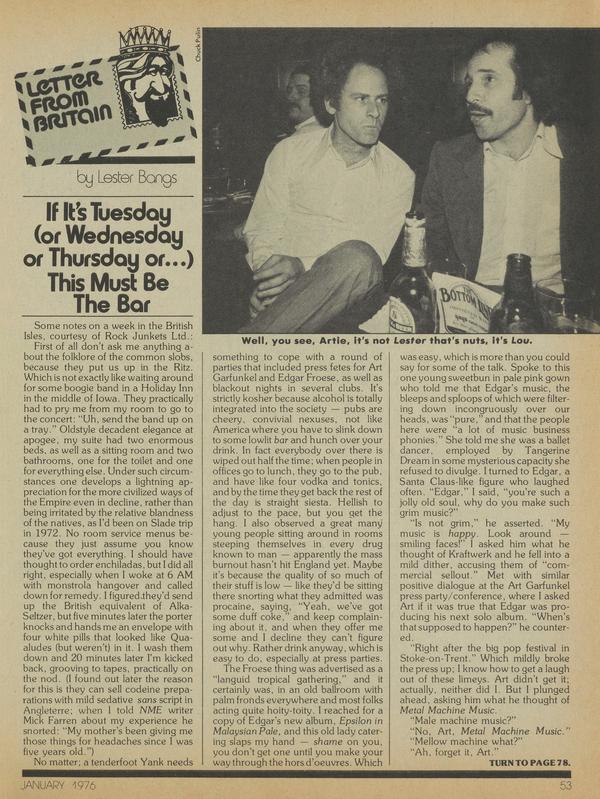 LETTER
FROM
BRITAIN
Chuck Pulin
by Lester Bangs
If It's Tuesday
(or Wednesday
or Thursday or...)
This Must Be
The Bar
BOTTOM LINE
Well, you see, Artie, it's not Lester that's nuts, it's Lou.
Some notes on a week in the British
Isles, courtesy of Rock Junkets Ltd.:
First of all don't ask me anything a-
bout the folklore of the common slobs,
because they put us up in the Ritz.
Which is not exactly like waiting around
for some boogie band in a Holiday Inn
in the middle of Iowa. They practically
had to pry me from my room to go to
the concert: "Uh, send the band up on
a tray." Oldstyle decadent elegance at
apogee, my suite had two enormous
beds, as well as a sitting room and two
bathrooms, one for the toilet and one
for everything else. Under such circum-
stances one develops a lightning ap-
preciation for the more civilized ways of
the Empire even in decline, rather than
being irritated by the relative blandness
of the natives, as I'd been on Slade trip
in 1972. No room service menus be-
cause they just assume you know
they've got everything. I should have
thought to order enchiladas, but I did all
right, especially when I woke at 6 AM
with monstrola hangover and called
down for remedy. I figured they'd send
up the British equivalent of Alka-
Seltzer, but five minutes later the porter
knocks and hands me an envelope with
four white pills that looked like Qua-
aludes (but weren't) in it. I wash them
down and 20 minutes later I'm kicked
back, grooving to tapes, practically on
the nod. (I found out later the reason
for this is they can sell codeine prepa-
rations with mild sedative sans script in
Angleterre; when I told NME writer
Mick Farren about my experience he
snorted: "My mother's been giving me
those things for headaches since I was
five years old.")
No matter; a tenderfoot Yank needs
something to cope with a round of
parties that included press fetes for Art
Garfunkel and Edgar Froese, as well as
blackout nights in several clubs. It's
strictly kosher because alcohol is totally
integrated into the society — pubs are
cheery, convivial nexuses, not like
America where you have to slink down
to some lowlit bar and hunch over your
drink. In fact everybody over there is
wiped out half the time; when people in
offices go to lunch, they go to the pub,
and have like four vodka and tonics,
and by the time they get back the rest of
the day is straight siesta. Hellish to
adjust to the pace, but you get the
hang. I also observed a great many
young people sitting around in rooms
steeping themselves in every drug
known to man — apparently the mass
burnout hasn't hit England yet. Maybe
it's because the quality of so much of
their stuff is low — like they'd be sitting
there snorting what they admitted was
procaine, saying, "Yeah, we've got
some duff coke," and keep complain-
ing about it, and when they offer me
some and I decline they can't figure
out why. Rather drink anyway, which is
easy to do, especially at press parties.
The Froese thing was advertised as a
"languid tropical gathering," and it
certainly was, in an old ballroom with
palm fronds everywhere and most folks
acting quite hoity-toity. I reached for a
copy of Edgar's new album, Epsilon in
Malaysian Pale, and this old lady cater-
ing slaps my hand — shame on you,
you don't get one until you make your
way through the hors d'oeuvres. Which
was easy, which is more than you could
say for some of the talk. Spoke to this
one young sweetbun in pale pink gown
who told me that Edgar's music, the
bleeps and sploops of which were filter-
ing down incongruously over our
heads, was "pure," and that the people
here were "a lot of music business
phonies." She told me she was a ballet
dancer, employed by Tangerine
Dream in some mysterious capacity she
refused to divulge. I turned to Edgar, a
Santa Claus-like figure who laughed
often. "Edgar," I said, "you're such a
jolly old soul, why do you make such
grim music?"
"Is not grim," he asserted. "My
music is happy. Look around —
smiling faces!" I asked him what he
thought of Kraftwerk and he fell into a
mild dither, accusing them of "com-
mercial sellout." Met with similar
positive dialogue at the Art Garfunkel
press party/conference, where I asked
Art if it was true that Edgar was pro-
ducing his next solo album. "When's
that supposed to happen?" he counter-
ed.
"Right after the big pop festival in
Stoke-on-Trent." Which mildly broke
the press up; I know how to get a laugh
out of these limeys. Art didn't get it;
actually, neither did I. But I plunged
ahead, asking him what he thought of
Metal Machine Music.
"Male machine music?"
"No, Art, Metal Machine Music."
"Mellow machine what?"
"Ah, forget it, Art."
TURN TO PAGE 78.
JANUARY 1976
53